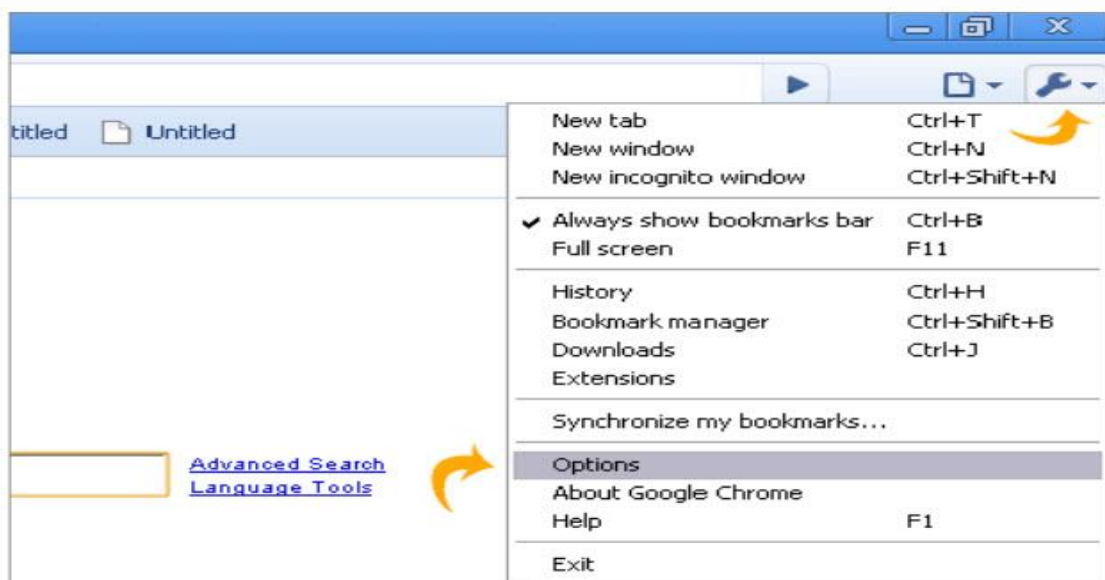 New tab Ctrl+T
titled Untitled
New window Ctrl+N
New incognito window Ctrl+Shift+N
Always show bookmarks bar Ctrl+B
Full screen F11
History Ctrl+H
Bookmark manager Ctrl+Shift+B
Downloads Ctrl+J
Extensions
Synchronize my bookmarks...
Advanced Search
Language Tools
Options
About Google Chrome
Help F1
Exit